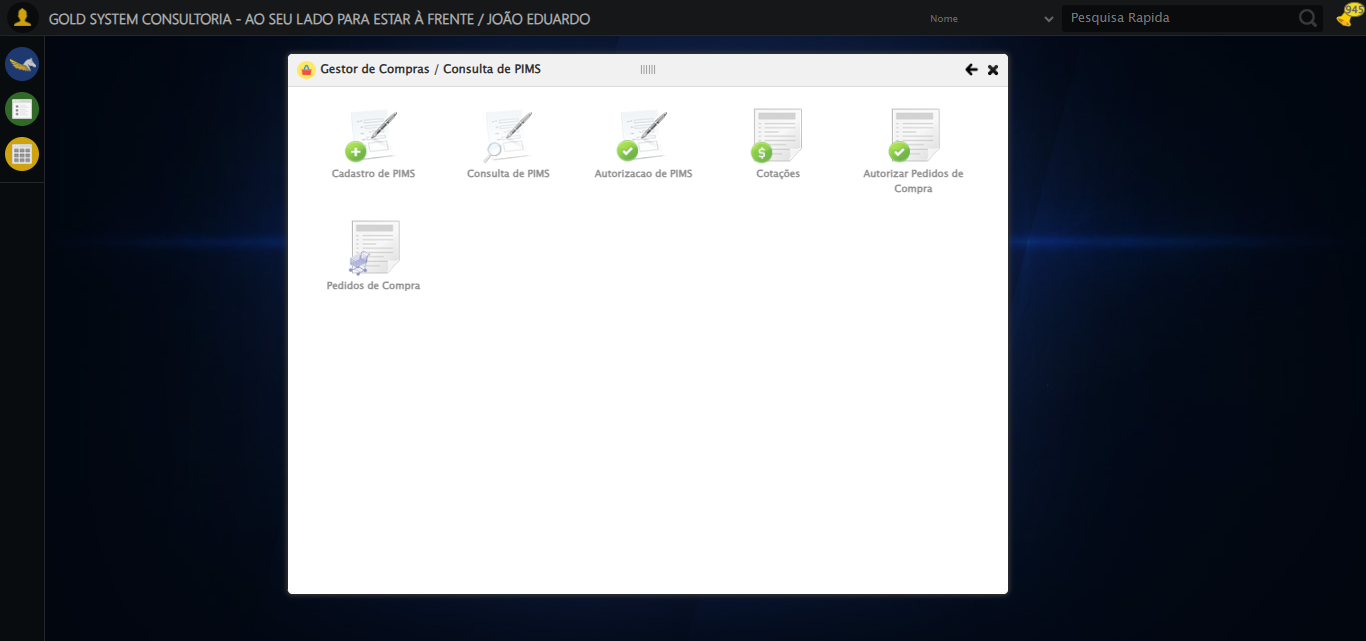 GOLD SYSTEM CONSULTORIA - AO SEU LADO PARA ESTAR À FRENTE / JOÃO EDUARDO
Nome
Pesquisa Rapida
945
Gestor de Compras / Consulta de PIMS
Cadastro de PIMS
Consulta de PIMS
Autorizacao de PIMS
Cotações
Autorizar Pedidos de
Compra
Pedidos de Compra